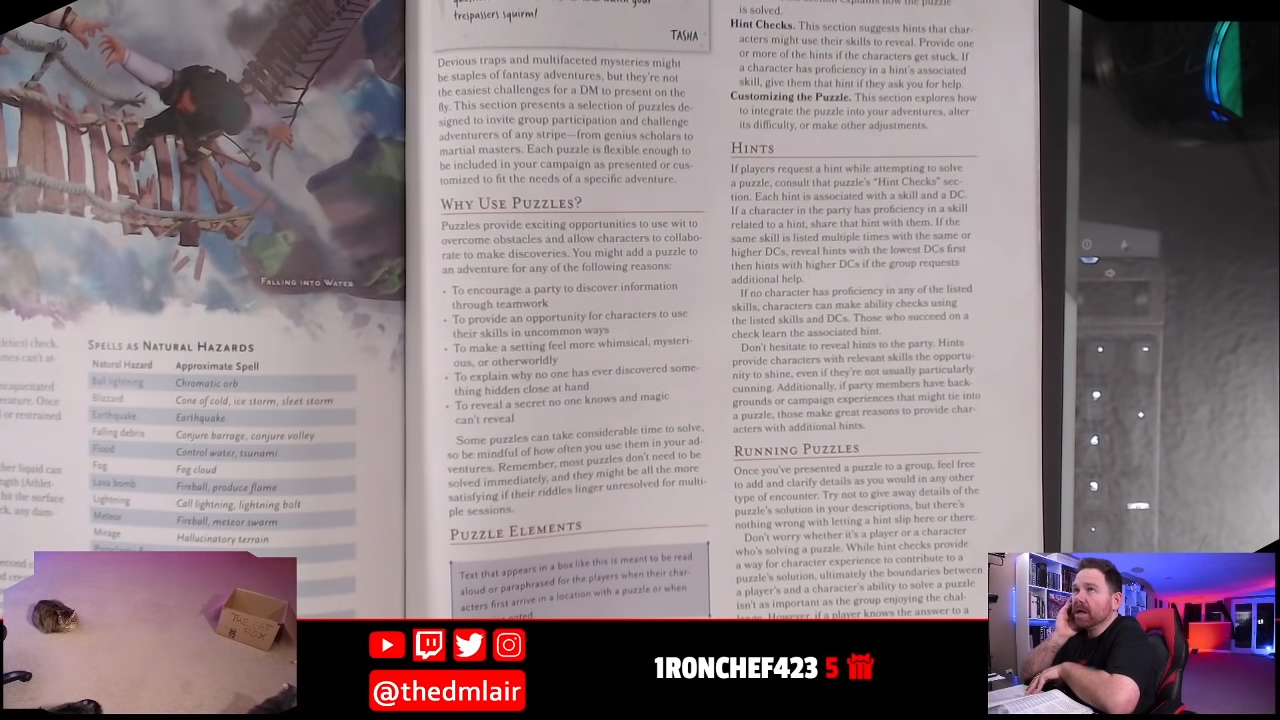 trespassers squirm!
TASHA
Devious traps and multifaceted mysteries might
be staples of fantasy adventures, but they're not
the easiest challenges for a DM to present on the
fly. This section presents a selection of puzzles de-
signed to invite group participation and challenge
adventurers of any stripe—from genius scholars to
martial masters. Each puzzle is flexible enough to
be included in your campaign as presented or cus-
tomized to fit the needs of a specific adventure.
WHY USE PUZZLES?
Puzzles provide exciting opportunities to use wit to
overcome obstacles and allow characters to collabo-
rate to make discoveries. You might add a puzzle to
an adventure for any of the following reasons:
• To encourage a party to discover information
through teamwork
• To provide an opportunity for characters to use
their skills in uncommon ways
• To make a setting feel more whimsical, mysteri-
ous, or otherworldly
• To explain why no one has ever discovered some-
thing hidden close at hand
• To reveal a secret no one knows and magic
can't reveal
Some puzzles can take considerable time to solve,
so be mindful of how often you use them in your ad-
ventures. Remember, most puzzles don't need to be
solved immediately, and they might be all the more
satisfying if their riddles linger unresolved for multi-
ple sessions.
PUZZLE ELEMENTS
Text that appears in a box like this is meant to be read
aloud or paraphrased for the players when their char-
acters first arrive in a location with a puzzle or when
is solved.
Hint Checks. This section suggests hints that char-
acters might use their skills to reveal. Provide one
or more of the hints if the characters get stuck. If
a character has proficiency in a hint's associated
skill, give them that hint if they ask you for help.
Customizing the Puzzle. This section explores how
to integrate the puzzle into your adventures, alter
its difficulty, or make other adjustments.
HINTS
If players request a hint while attempting to solve
a puzzle, consult that puzzle's "Hint Checks" sec-
tion. Each hint is associated with a skill and a DC.
If a character in the party has proficiency in a skill
related to a hint, share that hint with them. If the
same skill is listed multiple times with the same or
higher DCs, reveal hints with the lowest DCs first
then hints with higher DCs if the group requests
additional help.
If no character has proficiency in any of the listed
skills, characters can make ability checks using
the listed skills and DCs. Those who succeed on a
check learn the associated hint.
Don't hesitate to reveal hints to the party. Hints
provide characters with relevant skills the opportu-
nity to shine, even if they're not usually particularly
cunning. Additionally, if party members have back-
grounds or campaign experiences that might tie into
a puzzle, those make great reasons to provide char-
acters with additional hints.
RUNNING PUZZLES
Once you've presented a puzzle to a group, feel free
to add and clarify details as you would in any other
type of encounter. Try not to give away details of the
puzzle's solution in your descriptions, but there's
nothing wrong with letting a hint slip here or there.
Don't worry whether it's a player or a character
who's solving a puzzle. While hint checks provide
a way for character experience to contribute to a
puzzle's solution, ultimately the boundaries between
a player's and a character's ability to solve a puzzle
isn't as important as the group enjoying the chal-
lenge. However, if a player knows the answer to a
FALLING INTO WATER
SPELLS AS NATURAL HAZARDS
Natural Hazard Approximate Spell
Ball lightning Chromatic orb
Blizzard Cone of cold, ice storm, sleet storm
Earthquake Earthquake
Falling debris Conjure barrage, conjure volley
Flood Control water, tsunami
Fog Fog cloud
Lava bomb Fireball, produce flame
Lightning Call lightning, lightning bolt
Meteor Fireball, meteor swarm
Mirage Hallucinatory terrain
THE CAT
BOX
@thedmlair
1RONCHEF423 5